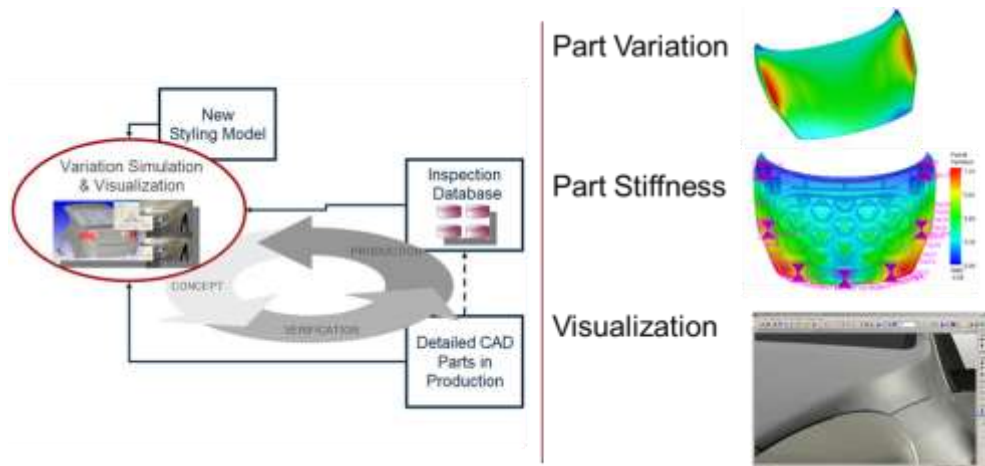 New
Styling Model
Variation Simulation
& Visualization
Inspection
Database
PRODUCTION
CONCEPT
VERIFICATION
Detailed CAD
Parts in
Production
Part Variation
Part Stiffness
Visualization